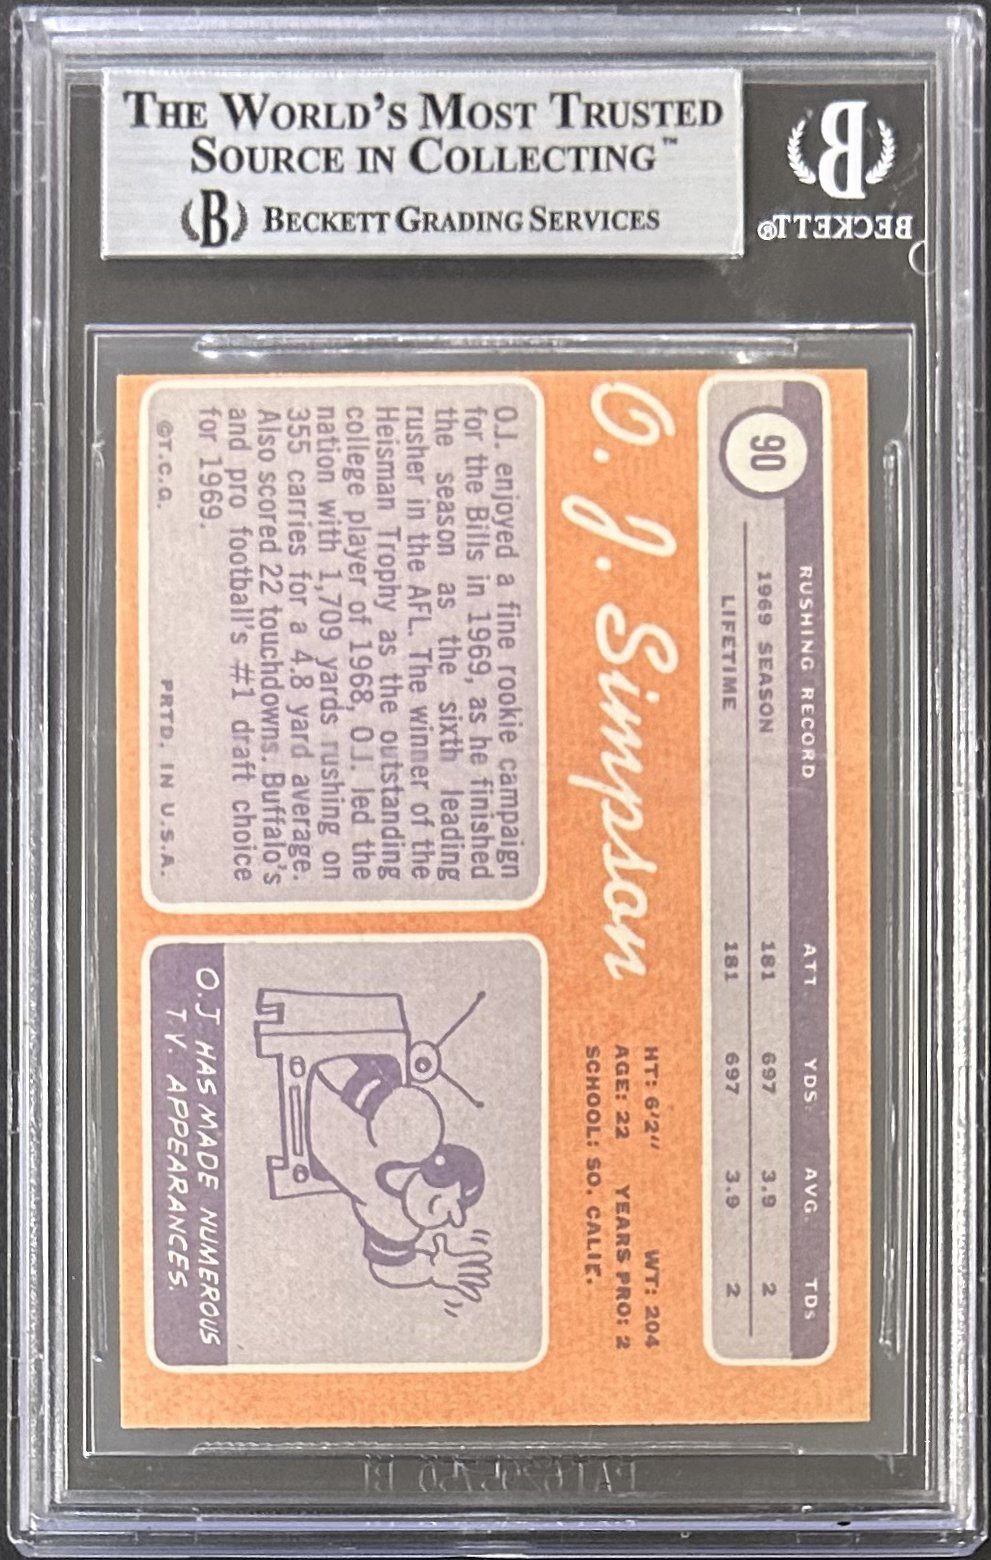 THE WORLD'S MOST TRUSTED
SOURCE IN COLLECTING™
B BECKETT GRADING SERVICES
B
BECKETT®
90
RUSHING RECORD ATT. YDS. AVG. TDs
1969 SEASON 181 697 3.9 2
LIFETIME 181 697 3.9 2
O. J. Simpson
HT: 6'2" WT: 204
AGE: 22 YEARS PRO: 2
SCHOOL: SO. CALIF.
O.J. enjoyed a fine rookie campaign
for the Bills in 1969, as he finished
the season as the sixth leading
rusher in the AFL. The winner of the
Heisman Trophy as the outstanding
college player of 1968, O.J. led the
nation with 1,709 yards rushing on
355 carries for a 4.8 yard average.
Also scored 22 touchdowns. Buffalo's
and pro football's #1 draft choice
for 1969.
©T.C.G. PRTD. IN U.S.A.
O.J HAS MADE NUMEROUS
T.V. APPEARANCES.